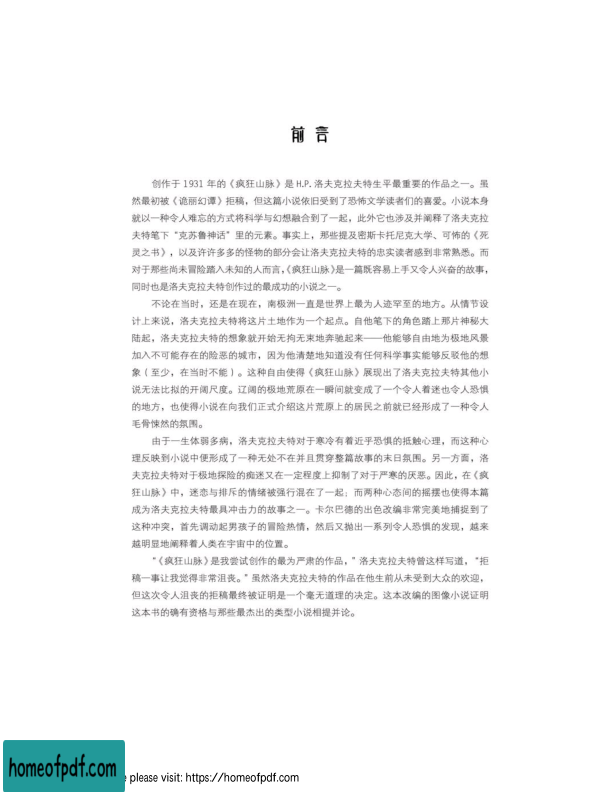 前言
创作于 1931 年的《疯狂山脉》是 H.P. 洛夫克拉夫特生平最重要的作品之一。虽
然最初被《诡丽幻谭》拒稿，但这篇小说依旧受到了恐怖文学读者们的喜爱。小说本身
就以一种令人难忘的方式将科学与幻想融合到了一起，此外它也涉及并阐释了洛夫克拉
夫特笔下“克苏鲁神话”里的元素。事实上，那些提及密斯卡托尼克大学、可怖的《死
灵之书》，以及许许多多的怪物的部分会让洛夫克拉夫特的忠实读者感到非常熟悉。而
对于那些尚未冒险踏入未知的人而言，《疯狂山脉》是一篇既容易上手又令人兴奋的故事，
同时也是洛夫克拉夫特创作过的最成功的小说之一。
不论在当时，还是在现在，南极洲一直是世界上最为人迹罕至的地方。从情节设
计上来说，洛夫克拉夫特将这片土地作为一个起点。自他笔下的角色踏上那片神秘大
陆起，洛夫克拉夫特的想象就开始无拘无束地奔驰起来——他能够自由地为极地风景
加入不可能存在的险恶的城市，因为他清楚地知道没有任何科学事实能够反驳他的想
象（至少，在当时不能）。这种自由使得《疯狂山脉》展现出了洛夫克拉夫特其他小
说无法比拟的开阔尺度。辽阔的极地荒原在一瞬间就变成了一个令人着迷也令人恐惧
的地方，也使得小说在向我们正式介绍这片荒原上的居民之前就已经形成了一种令人
毛骨悚然的氛围。
由于一生体弱多病，洛夫克拉夫特对于寒冷有着近乎恐惧的抵触心理，而这种心
理反映到小说中便形成了一种无处不在并且贯穿整篇故事的末日氛围。另一方面，洛
夫克拉夫特对于极地探险的痴迷又在一定程度上抑制了对于严寒的厌恶。因此，在《疯
狂山脉》中，迷恋与排斥的情绪被强行混在了一起；而两种心态间的摇摆也使得本篇
成为洛夫克拉夫特最具冲击力的故事之一。卡尔巴德的出色改编非常完美地捕捉到了
这种冲突，首先调动起男孩子的冒险热情，然后又抛出一系列令人恐惧的发现，越来
越明显地阐释着人类在宇宙中的位置。
“《疯狂山脉》是我尝试创作的最为严肃的作品，”洛夫克拉夫特曾这样写道，“拒
稿一事让我觉得非常沮丧。”虽然洛夫克拉夫特的作品在他生前从未受到大众的欢迎，
但这次令人沮丧的拒稿最终被证明是一个毫无道理的决定。这本改编的图像小说证明
这本书的确有资格与那些最杰出的类型小说相提并论。
homeofpdf.com
please visit: https://homeofpdf.com